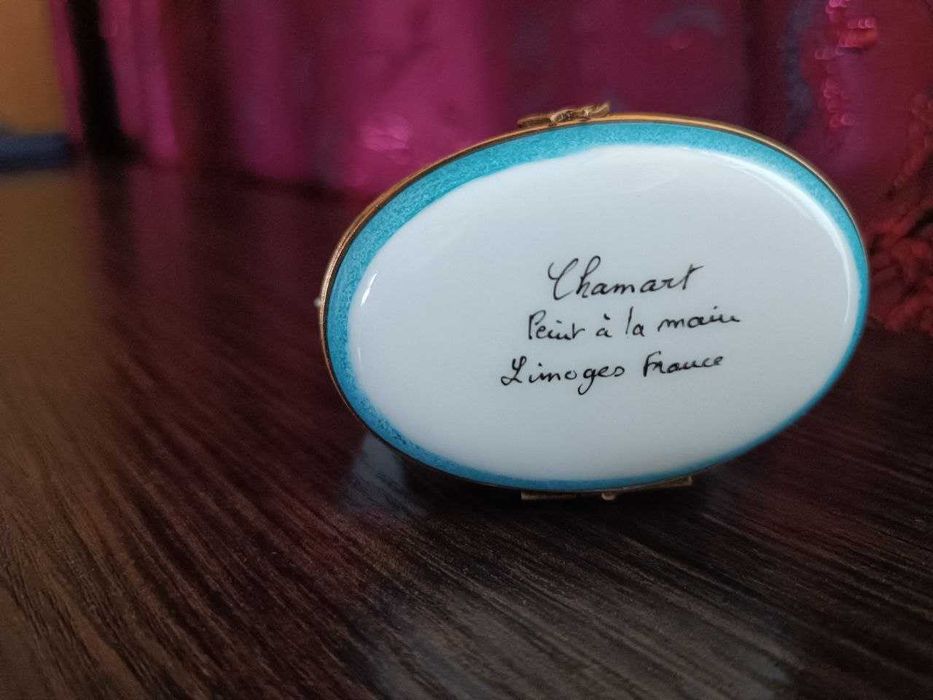 Chamart
Peint à la main
Limoges France